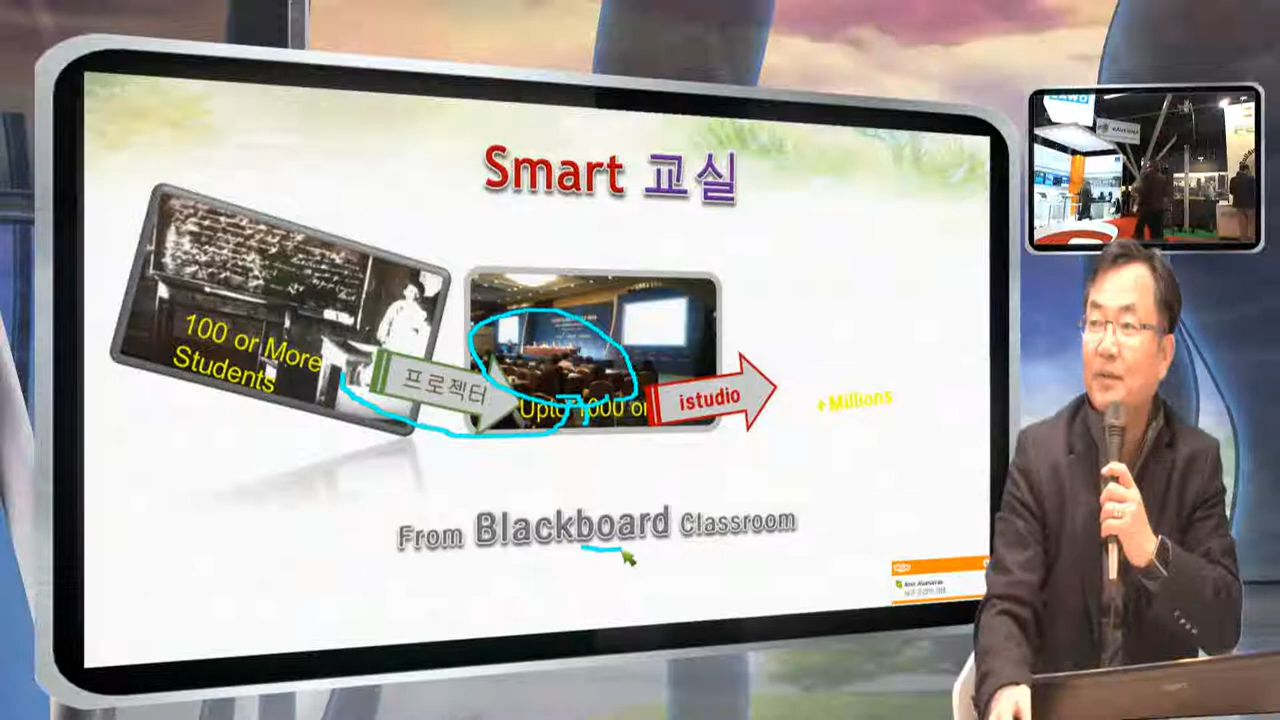 Smart 교실
100 or More
Students
프로젝터
Upto 1000 or
istudio
+Millions
From Blackboard Classroom